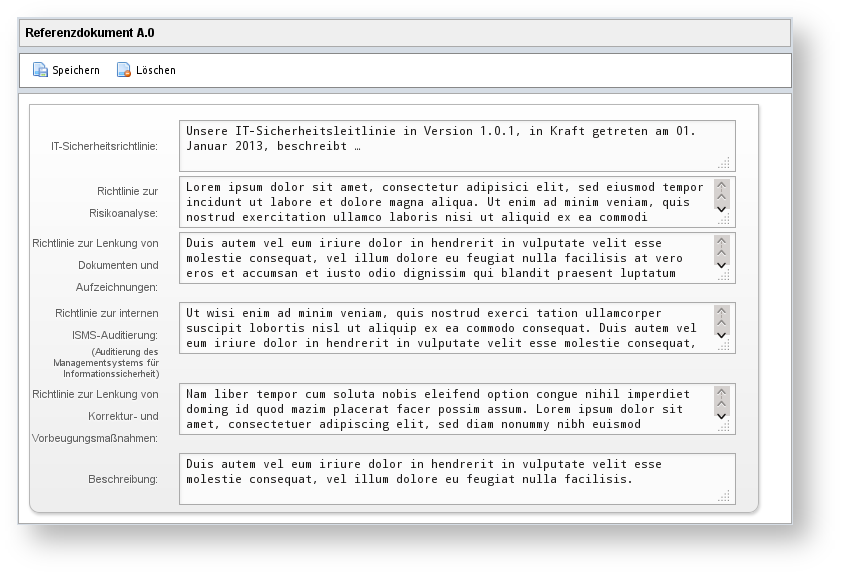 Referenzdokument A.0
Speichern Löschen
IT-Sicherheitsrichtlinie:
Unsere IT-Sicherheitsleitlinie in Version 1.0.1, in Kraft getreten am 01.
Januar 2013, beschreibt …
Richtlinie zur
Risikoanalyse:
Lorem ipsum dolor sit amet, consectetur adipisici elit, sed eiusmod tempor
incidunt ut labore et dolore magna aliqua. Ut enim ad minim veniam, quis
nostrud exercitation ullamco laboris nisi ut aliquid ex ea commodi
Richtlinie zur Lenkung von
Dokumenten und
Aufzeichnungen:
Duis autem vel eum iriure dolor in hendrerit in vulputate velit esse
molestie consequat, vel illum dolore eu feugiat nulla facilisis at vero
eros et accumsan et iusto odio dignissim qui blandit praesent luptatum
Richtlinie zur internen
ISMS-Auditierung:
(Auditierung des
Managementsystems für
Informationssicherheit)
Ut wisi enim ad minim veniam, quis nostrud exerci tation ullamcorper
suscipit lobortis nisl ut aliquip ex ea commodo consequat. Duis autem vel
eum iriure dolor in hendrerit in vulputate velit esse molestie consequat,
Richtlinie zur Lenkung von
Korrektur- und
Vorbeugungsmaßnahmen:
Nam liber tempor cum soluta nobis eleifend option congue nihil imperdiet
doming id quod mazim placerat facer possim assum. Lorem ipsum dolor sit
amet, consectetuer adipiscing elit, sed diam nonummy nibh euismod
Beschreibung:
Duis autem vel eum iriure dolor in hendrerit in vulputate velit esse
molestie consequat, vel illum dolore eu feugiat nulla facilisis.